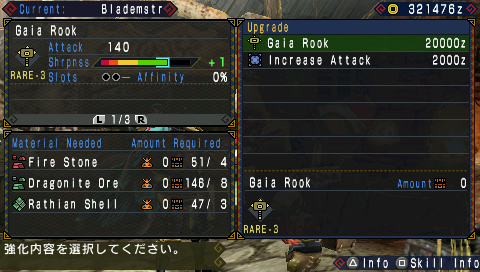 Current: Blademstr
321476z
Gaia Rook
Attack 140
Shrpnss +1
RARE-3 Slots Affinity 0%
L 1/3 R
Upgrade
Gaia Rook 20000z
Increase Attack 2000z
Material Needed Amount Required
Fire Stone 0 51/ 4
Dragonite Ore 0 146/ 8
Rathian Shell 0 47/ 3
Gaia Rook Amount 0
RARE-3
強化内容を選択してください。
△ Info □ Skill Info